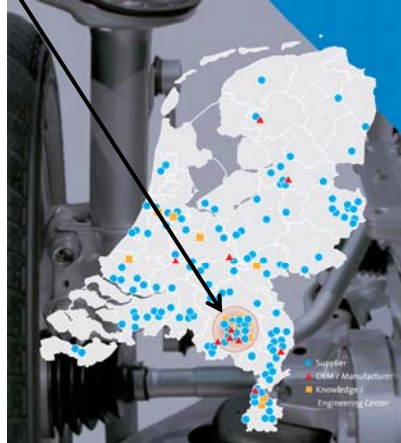 Supplier
OEM / Manufacturer
Knowledge /
Engineering Center